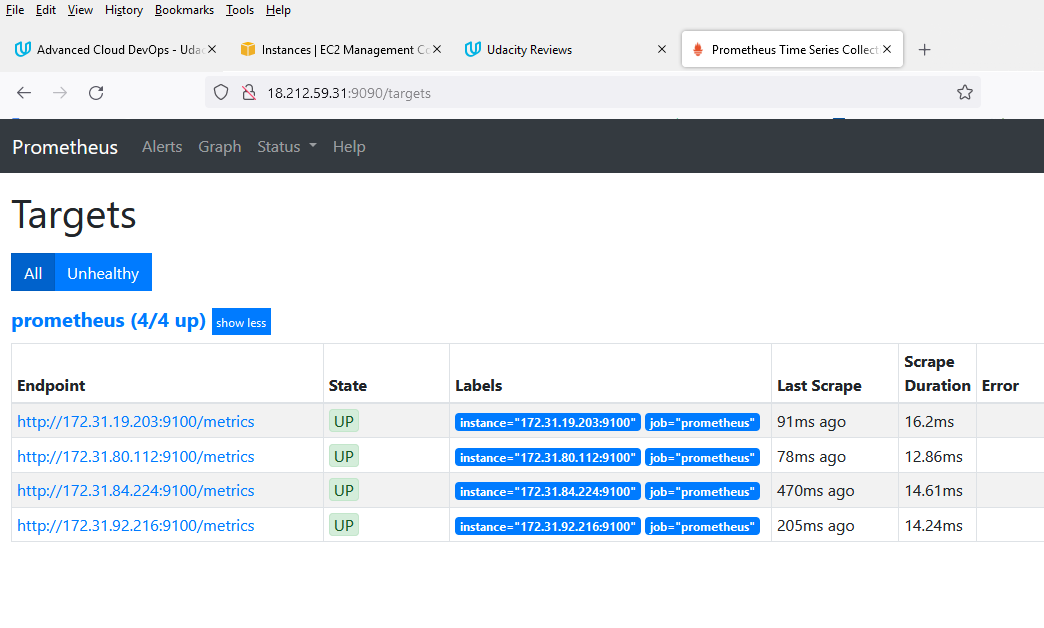 File Edit View History Bookmarks Tools Help
Advanced Cloud DevOps - Udac Instances | EC2 Management Co Udacity Reviews Prometheus Time Series Collect
18.212.59.31:9090/targets
Prometheus Alerts Graph Status Help
Targets
All Unhealthy
prometheus (4/4 up) show less
Endpoint State Labels Last Scrape Scrape Duration Error
http://172.31.19.203:9100/metrics UP instance="172.31.19.203:9100" job="prometheus" 91ms ago 16.2ms
http://172.31.80.112:9100/metrics UP instance="172.31.80.112:9100" job="prometheus" 78ms ago 12.86ms
http://172.31.84.224:9100/metrics UP instance="172.31.84.224:9100" job="prometheus" 470ms ago 14.61ms
http://172.31.92.216:9100/metrics UP instance="172.31.92.216:9100" job="prometheus" 205ms ago 14.24ms